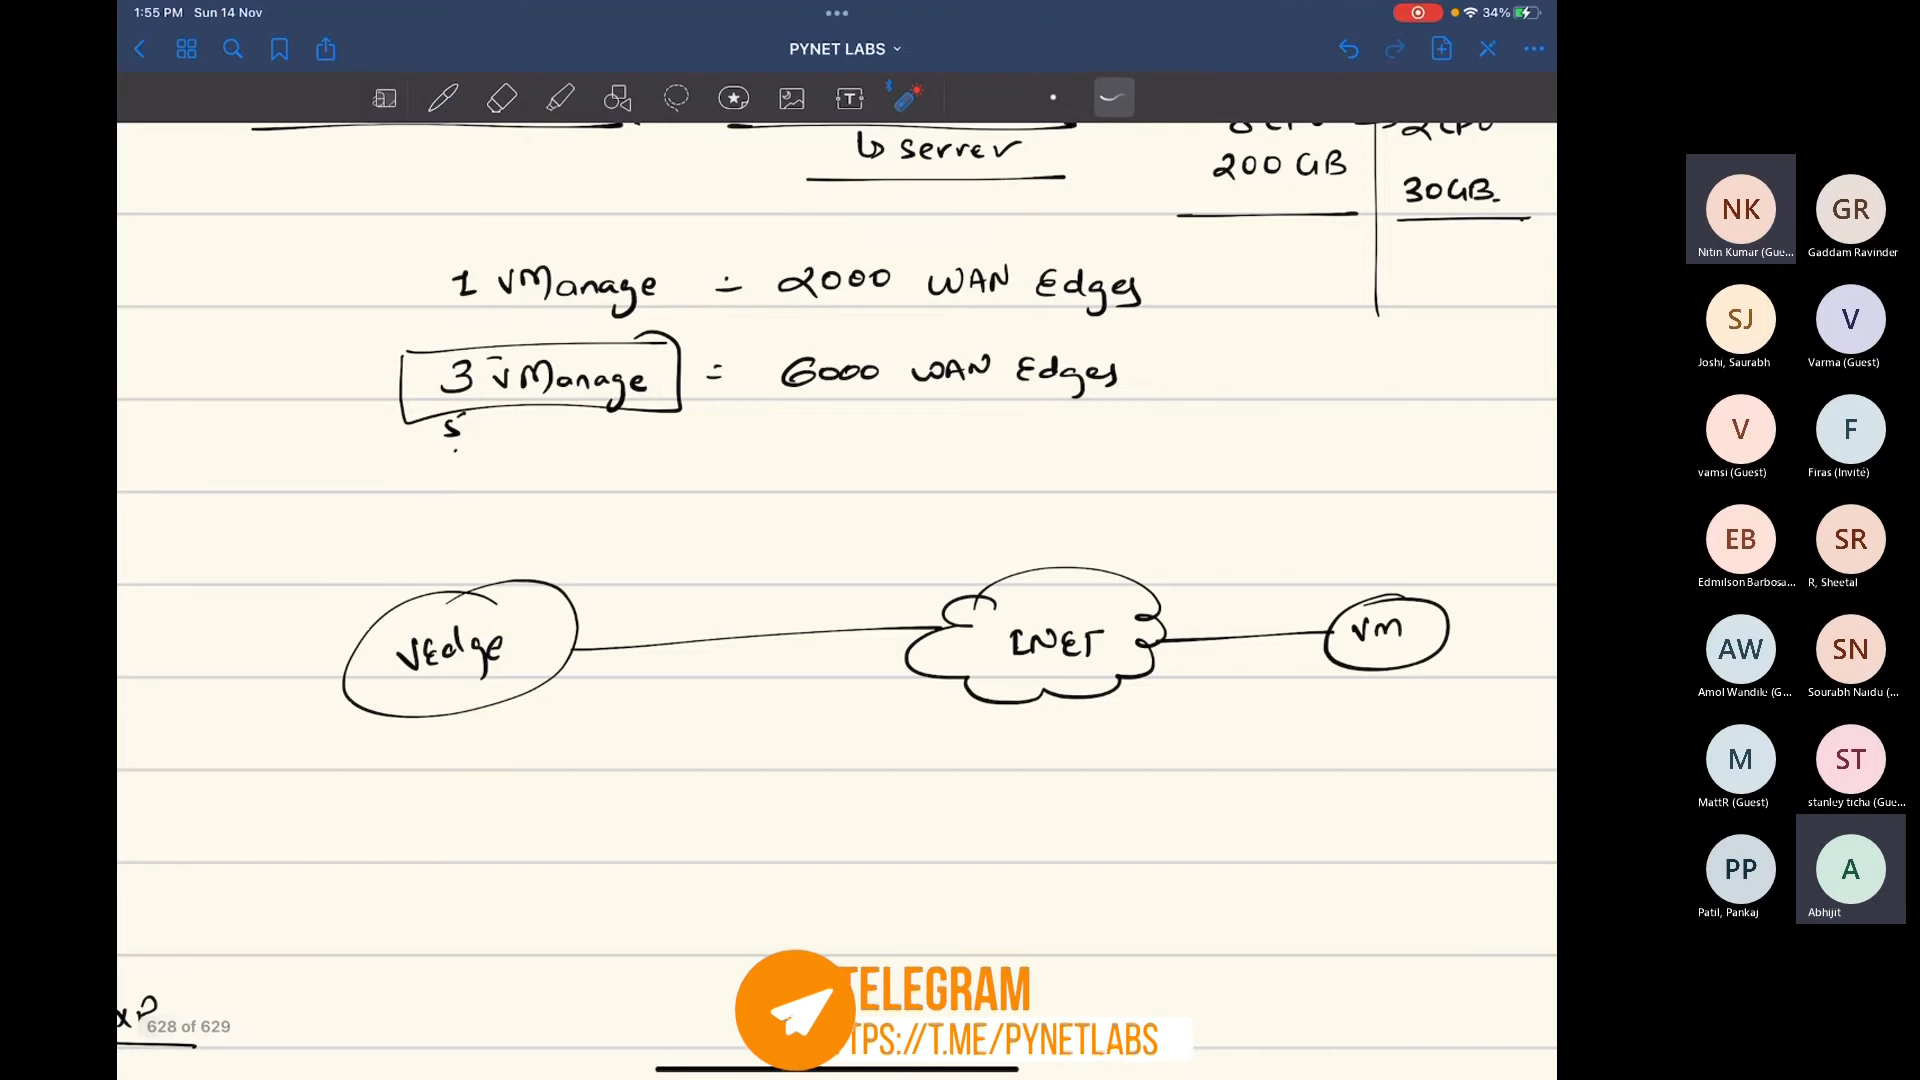 1:55 PM Sun 14 Nov
34%
PYNET LABS
↳ server
200 GB
30GB.
1 vManage ÷ 2000 WAN Edges
3 vManage = 6000 WAN Edges
5
vEdge
INET
vM
628 of 629
TELEGRAM
TPS://T.ME/PYNETLABS
NK
Nitin Kumar (Gue...
GR
Gaddam Ravinder
SJ
Joshi, Saurabh
V
Varma (Guest)
V
vamsi (Guest)
F
Firas (Invité)
EB
Edmilson Barbosa...
SR
R, Sheetal
AW
Amol Wandile (G...
SN
Sourabh Naidu (...
M
MattR (Guest)
ST
stanley ticha (Gue...
PP
Patil, Pankaj
A
Abhijit